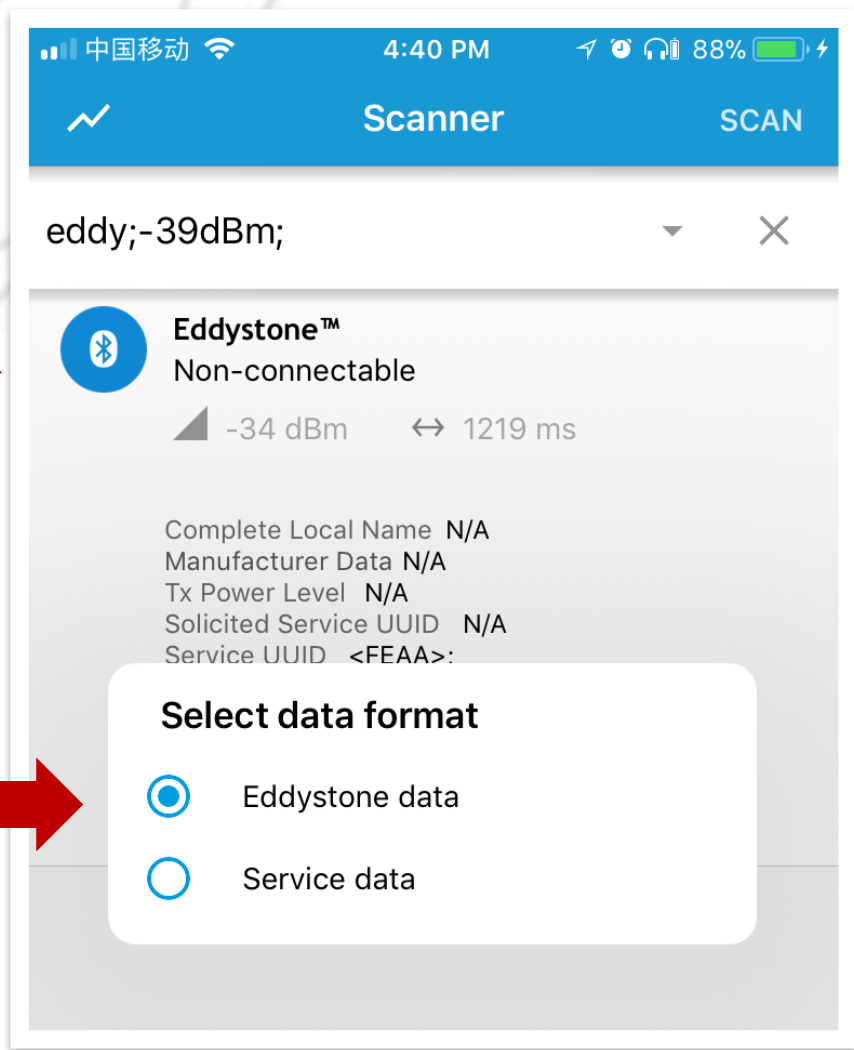 中国移动 4:40 PM 88%
Scanner SCAN
eddy;-39dBm;
Eddystone™
Non-connectable
-34 dBm ↔ 1219 ms
Complete Local Name N/A
Manufacturer Data N/A
Tx Power Level N/A
Solicited Service UUID N/A
Service UUID <FEAA>:
Select data format
Eddystone data
Service data